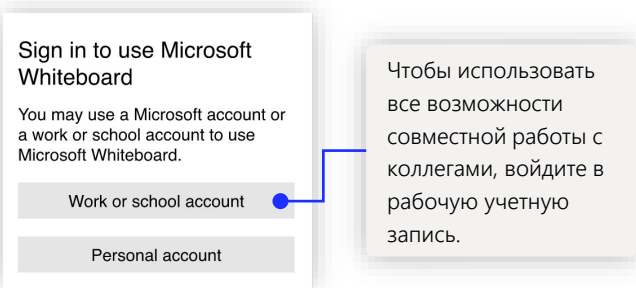 Sign in to use Microsoft
Whiteboard
You may use a Microsoft account or
a work or school account to use
Microsoft Whiteboard.
Work or school account
Personal account
Чтобы использовать
все возможности
совместной работы с
коллегами, войдите в
рабочую учетную
запись.